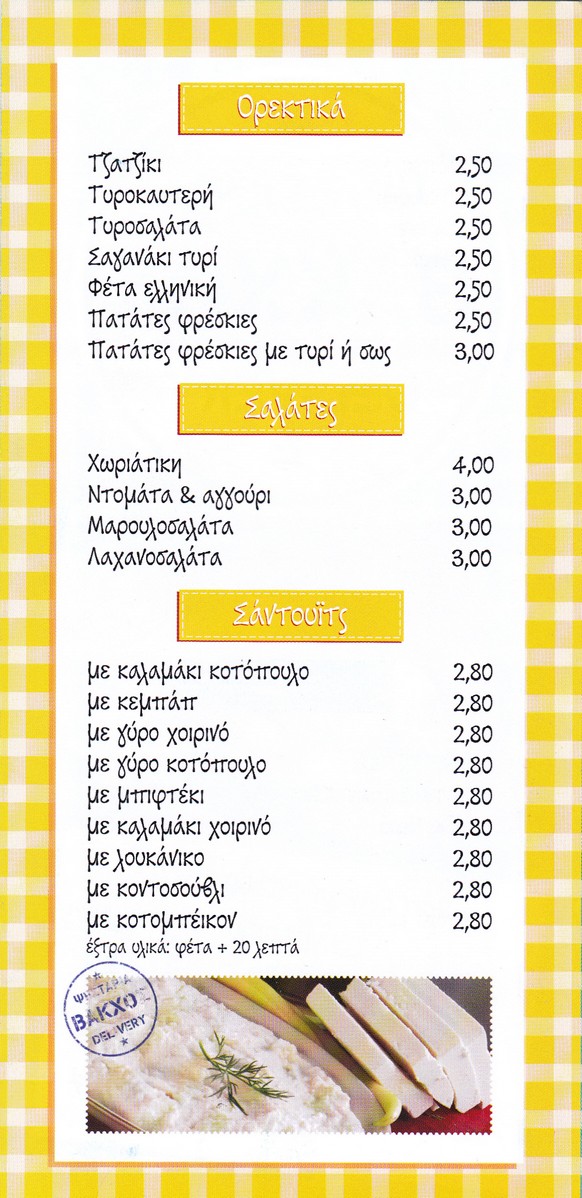 Ορεκτικά
Τζατζίκι 2,50
Τυροκαυτερή 2,50
Τυροσαλάτα 2,50
Σαγανάκι τυρί 2,50
Φέτα ελληνική 2,50
Πατάτες φρέσκιες 2,50
Πατάτες φρέσκιες με τυρί ή σως 3,00
Σαλάτες
Χωριάτικη 4,00
Ντομάτα & αγγούρι 3,00
Μαρουλοσαλάτα 3,00
Λαχανοσαλάτα 3,00
Σάντουϊτς
με καλαμάκι κοτόπουλο 2,80
με κεμπάπ 2,80
με γύρο χοιρινό 2,80
με γύρο κοτόπουλο 2,80
με μπιφτέκι 2,80
με καλαμάκι χοιρινό 2,80
με λουκάνικο 2,80
με κοντοσούβλι 2,80
με κοτομπέικον 2,80
έξτρα υλικά: φέτα + 20 λεπτά
ΨΗΣΤΑΡΙΑ
ΒΑΚΧΟΣ
DELIVERY